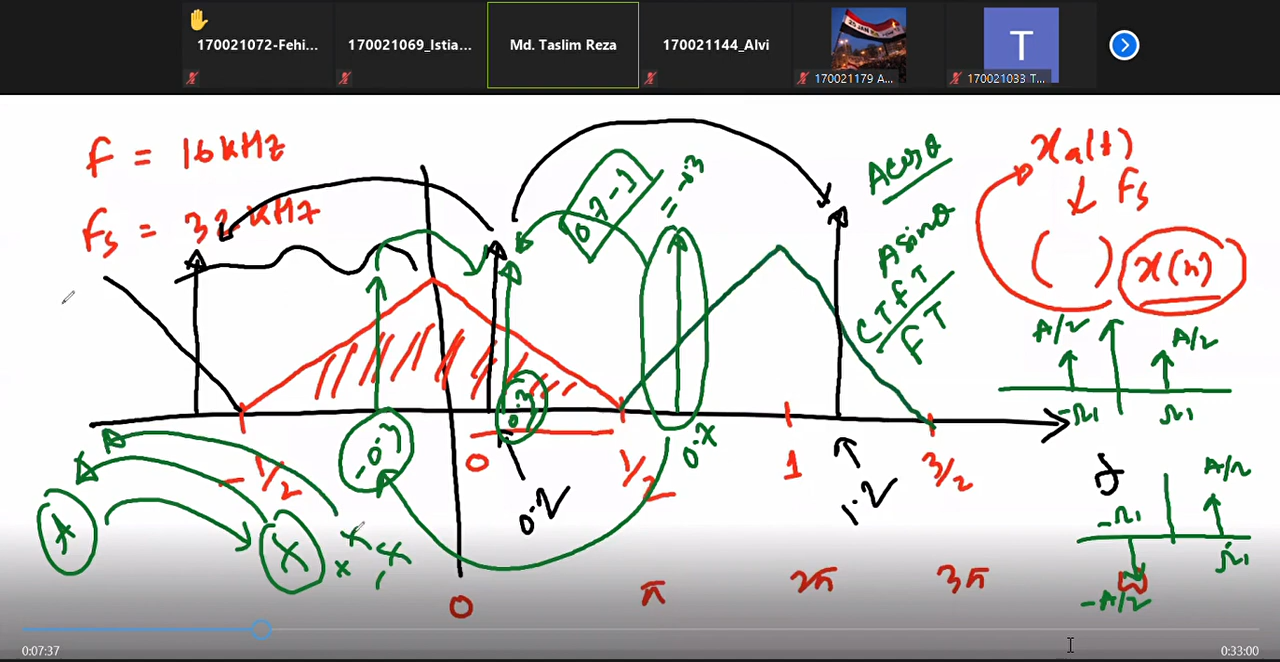 170021072-Fehi...
170021069_Istia...
Md. Taslim Reza
170021144_Alvi
170021179 A...
T
170021033 T...
f = 16 kHz
Fs = 32 kHz
0.7-1
= -0.3
Acosθ
Asinθ
CTFT
FT
xa(t)
↓ Fs
( ) x(n)
A/2
A/2
-Ω1
Ω1
-1/2
-0.3
0
0.3
1/2
0.7
1
3/2
0.2
1.2
A
X
x
x
x
j
A/2
-Ω1
Ω1
-A/2
0
π
2π
3π
0:07:37
0:33:00